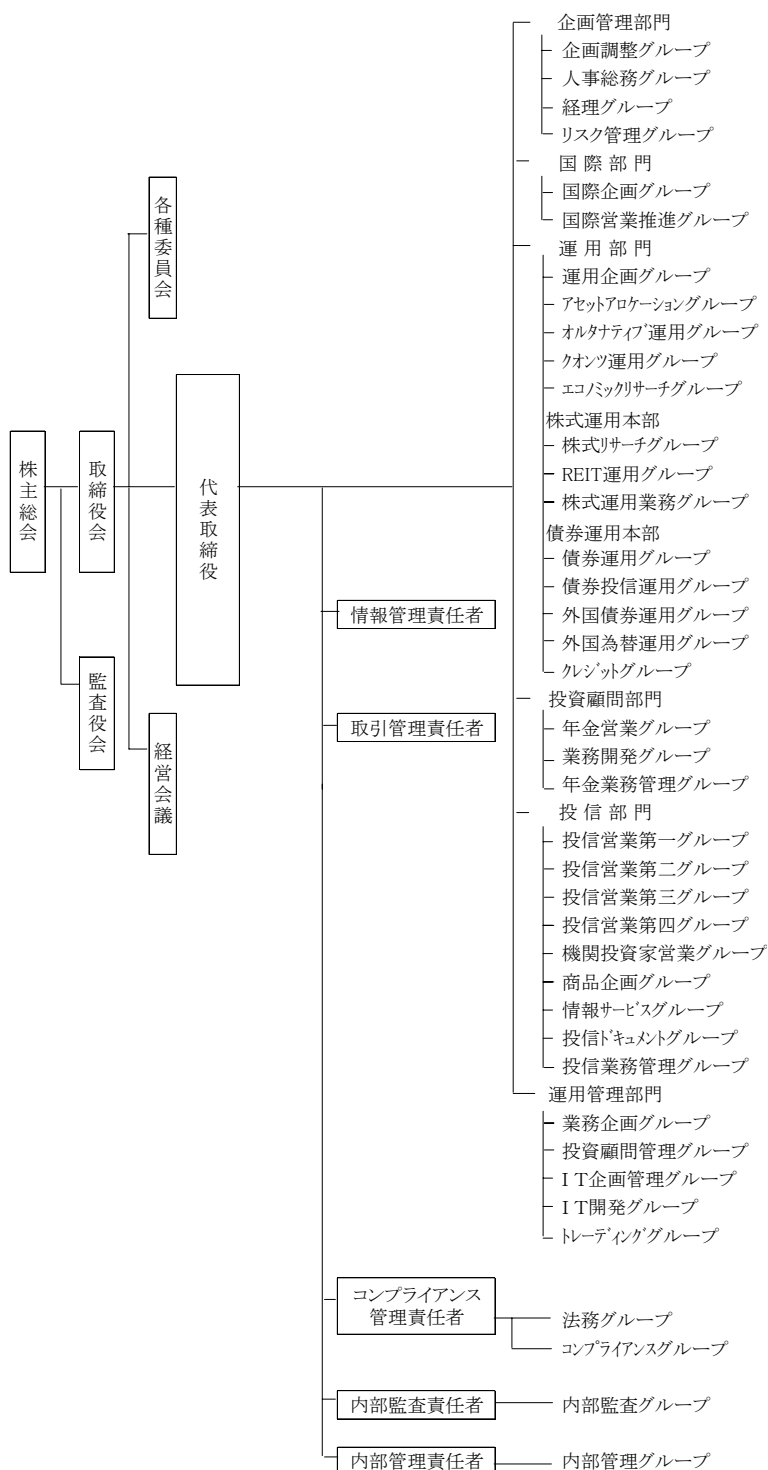 株主総会
取締役会
監査役会
各種委員会
代表取締役
経営会議
情報管理責任者
取引管理責任者
企画管理部門
企画調整グループ
人事総務グループ
経理グループ
リスク管理グループ
国際部門
国際企画グループ
国際営業推進グループ
運用部門
運用企画グループ
アセットアロケーショングループ
オルタナティブ運用グループ
クオンツ運用グループ
エコノミックリサーチグループ
株式運用本部
株式リサーチグループ
REIT運用グループ
株式運用業務グループ
債券運用本部
債券運用グループ
債券投信運用グループ
外国債券運用グループ
外国為替運用グループ
クレジットグループ
投資顧問部門
年金営業グループ
業務開発グループ
年金業務管理グループ
投信部門
投信営業第一グループ
投信営業第二グループ
投信営業第三グループ
投信営業第四グループ
機関投資家営業グループ
商品企画グループ
情報サービスグループ
投信ドキュメントグループ
投信業務管理グループ
運用管理部門
業務企画グループ
投資顧問管理グループ
ＩＴ企画管理グループ
ＩＴ開発グループ
トレーディンググループ
コンプライアンス
管理責任者
法務グループ
コンプライアンスグループ
内部監査責任者
内部監査グループ
内部管理責任者
内部管理グループ